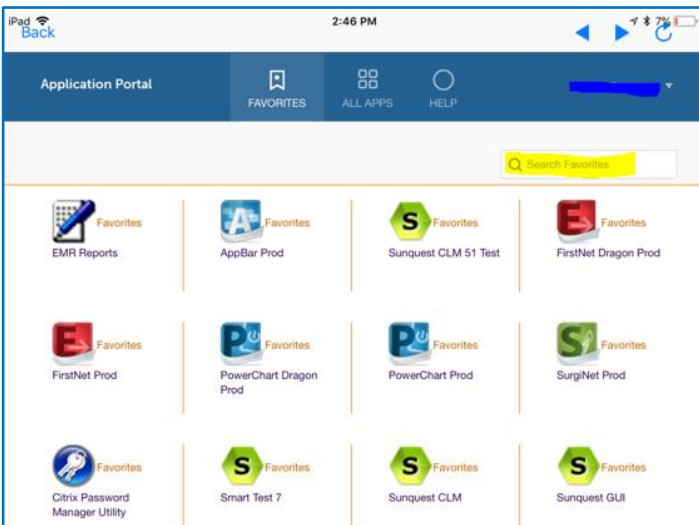 iPad 2:46 PM 7%
Back
Application Portal FAVORITES ALL APPS HELP
Search Favorites
Favorites Favorites Favorites Favorites
EMR Reports AppBar Prod Sunquest CLM 51 Test FirstNet Dragon Prod
Favorites Favorites Favorites Favorites
FirstNet Prod PowerChart Dragon PowerChart Prod SurgiNet Prod
Prod
Favorites Favorites Favorites Favorites
Citrix Password Smart Test 7 Sunquest CLM Sunquest GUI
Manager Utility